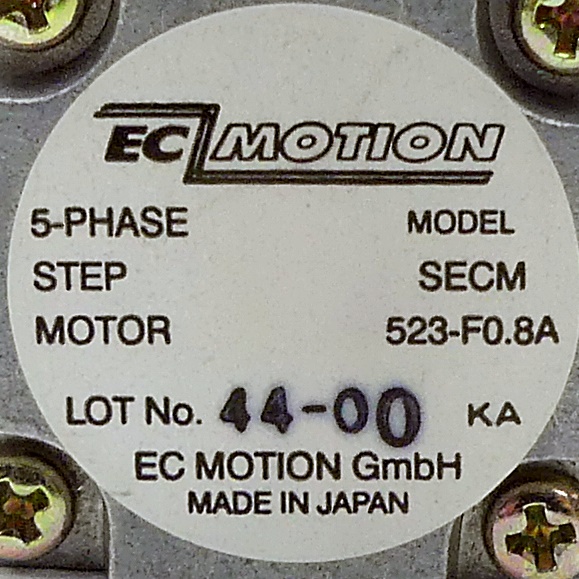 EC MOTION
5-PHASE MODEL
STEP SECM
MOTOR 523-F0.8A
LOT No. 44-00 KA
EC MOTION GmbH
MADE IN JAPAN